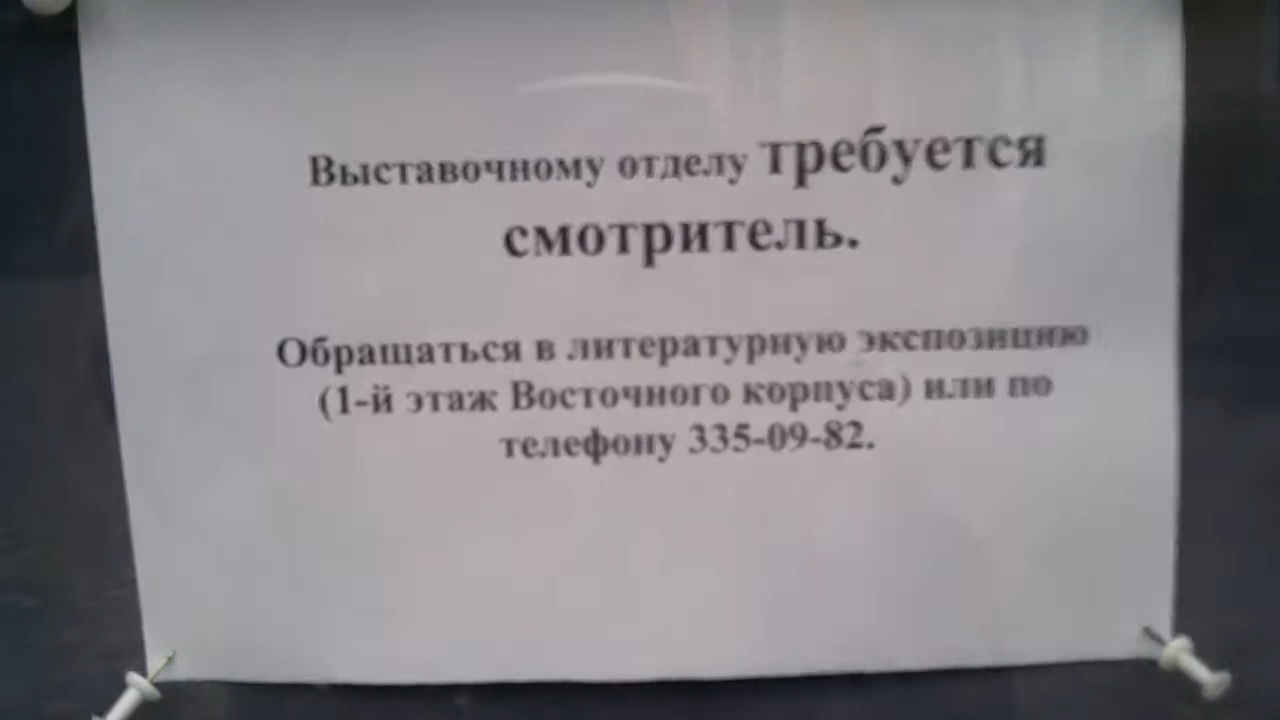 Выставочному отделу требуется
смотритель.
Обращаться в литературную экспозицию
(1-й этаж Восточного корпуса) или по
телефону 335-09-82.